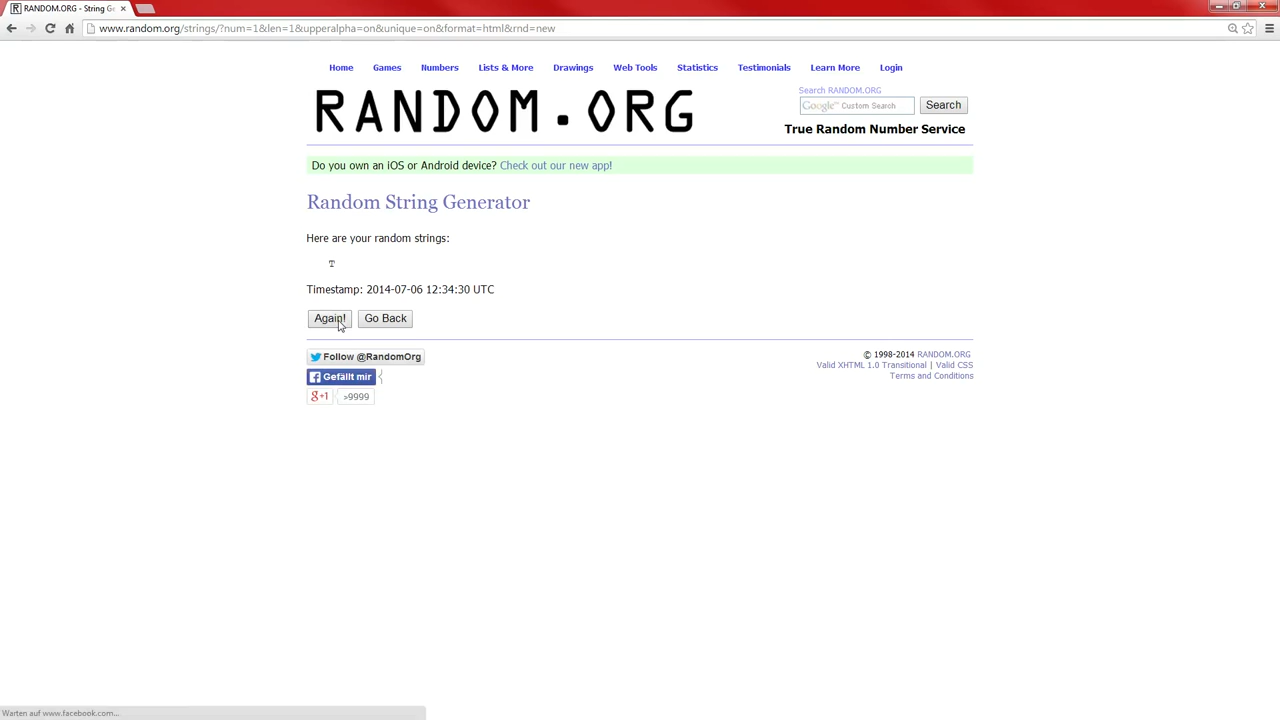 RANDOM.ORG - String Ge
www.random.org/strings/?num=1&len=1&upperalpha=on&unique=on&format=html&rnd=new
Home Games Numbers Lists & More Drawings Web Tools Statistics Testimonials Learn More Login
RANDOM.ORG
Search RANDOM.ORG
Google™ Custom Search Search
True Random Number Service
Do you own an iOS or Android device? Check out our new app!
Random String Generator
Here are your random strings:
T
Timestamp: 2014-07-06 12:34:30 UTC
Again! Go Back
Follow @RandomOrg
Gefällt mir
g+1 >9999
© 1998-2014 RANDOM.ORG
Valid XHTML 1.0 Transitional | Valid CSS
Terms and Conditions
Warten auf www.facebook.com...